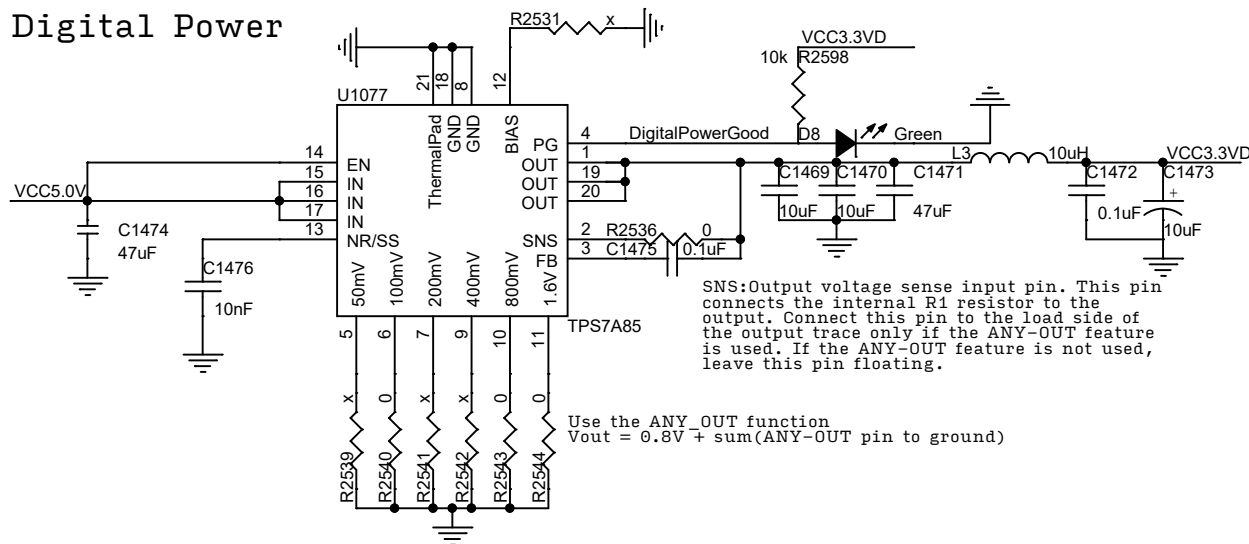 Digital Power
R2531
x
VCC3.3VD
10k
R2598
21
18
8
12
U1077
ThermalPad
GND
GND
BIAS
4
DigitalPowerGood
D8
Green
PG
14
EN
1
OUT
L3
10uH
VCC3.3VD
15
IN
19
OUT
C1469
C1470
C1471
C1472
C1473
VCC5.0V
16
IN
20
OUT
10uF
10uF
47uF
0.1uF
+
10uF
17
IN
13
NR/SS
C1474
47uF
2
SNS
R2536
0
3
FB
C1475
0.1uF
C1476
10nF
50mV
100mV
200mV
400mV
800mV
1.6V
TPS7A85
SNS:Output voltage sense input pin. This pin
connects the internal R1 resistor to the
output. Connect this pin to the load side of
the output trace only if the ANY-OUT feature
is used. If the ANY-OUT feature is not used,
leave this pin floating.
5
6
7
9
10
11
x
0
x
x
0
0
Use the ANY_OUT function
Vout = 0.8V + sum(ANY-OUT pin to ground)
R2539
R2540
R2541
R2542
R2543
R2544